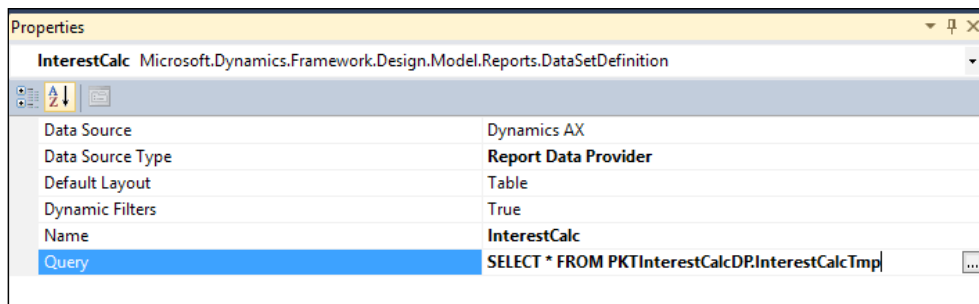 Properties
InterestCalc Microsoft.Dynamics.Framework.Design.Model.Reports.DataSetDefinition
Data Source Dynamics AX
Data Source Type Report Data Provider
Default Layout Table
Dynamic Filters True
Name InterestCalc
Query SELECT * FROM PKTInterestCalcDP.InterestCalcTmp ...